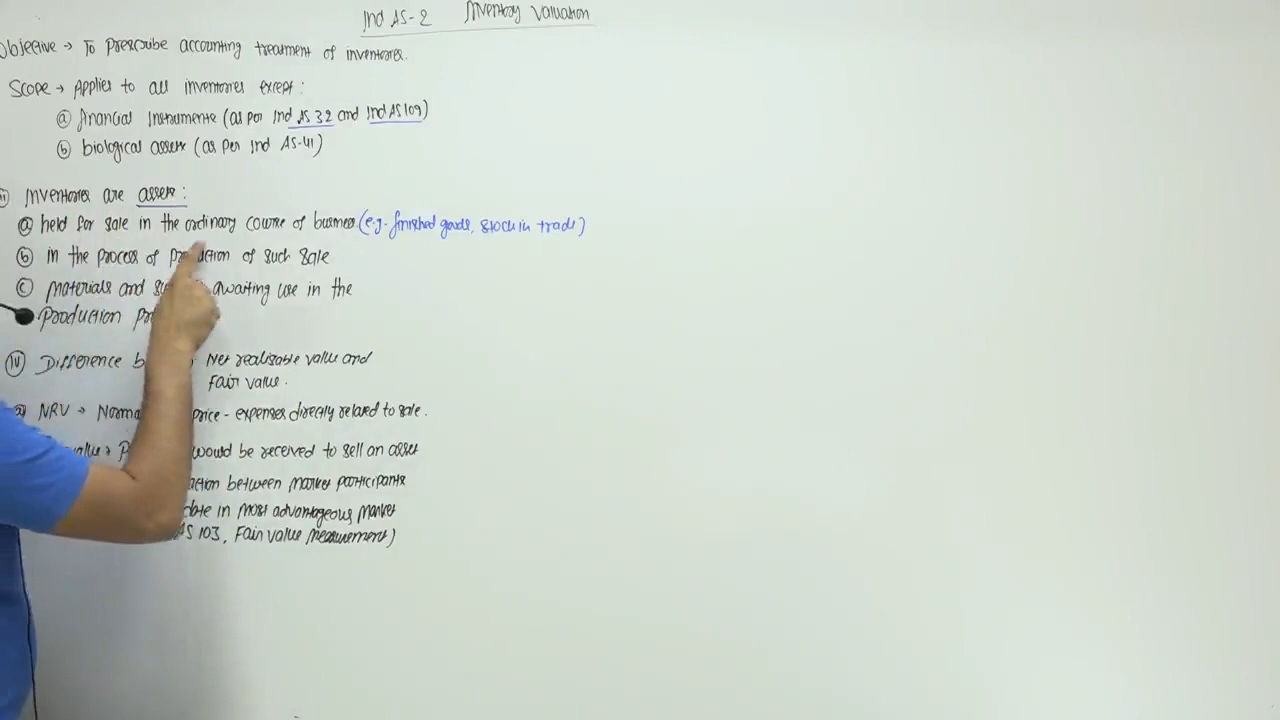 Ind AS-2 Inventory Valuation
Objective → To prescribe accounting treatment of inventories.
Scope → Applies to all inventories except:
(a) financial instruments (as per Ind AS 32 and Ind AS 109)
(b) biological assets (as per Ind AS-41)
Inventories are assets:
(a) held for sale in the ordinary course of business (e.g. finished goods, stock in trade)
(b) in the process of production of such sale
(c) materials and awaiting use in the
production
(iv) Difference Net realisable value and
Fair value.
NRV → price - expenses directly related to sale.
would be received to sell an asset
between market participants
date in most advantageous market
AS 103, Fair value measurement)